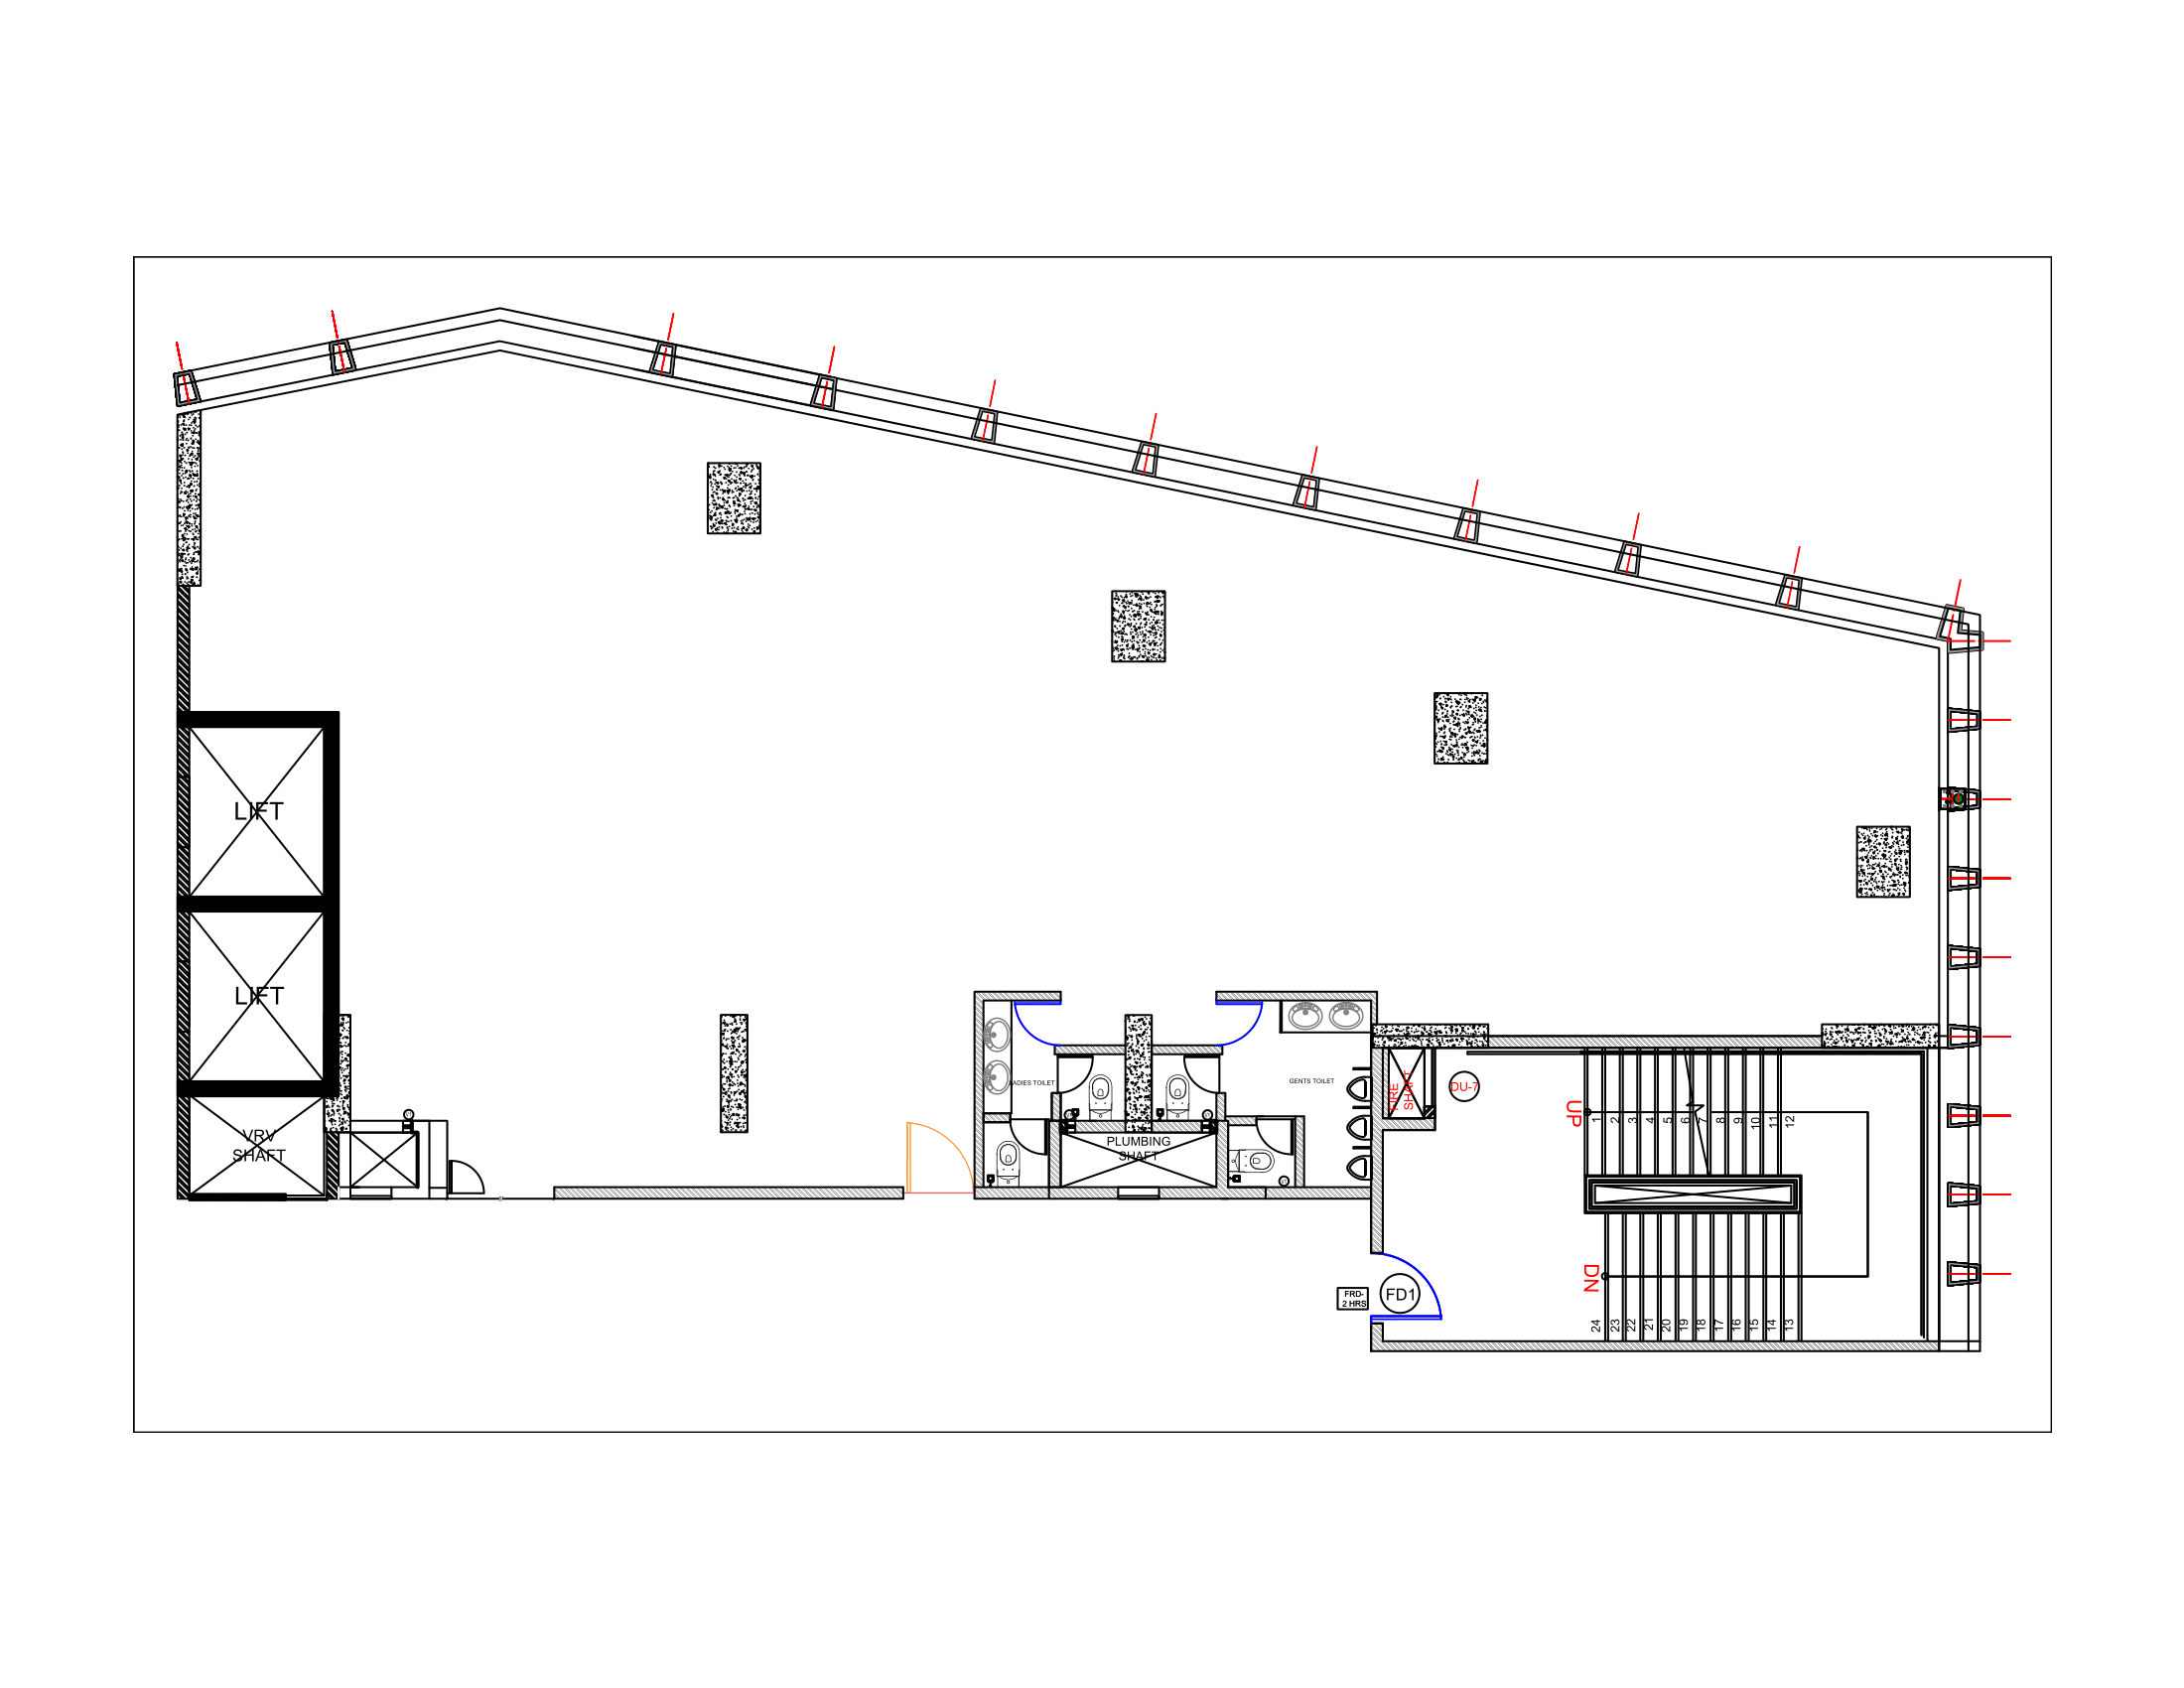 LIFT
LIFT
LADIES TOILET
GENTS TOILET
FIRE
SHAFT
DU-7
UP
1 2 3 4 5 6 7 8 9 10 11 12
VRV
SHAFT
PLUMBING
SHAFT
DN
FRD-
2 HRS
FD1
24 23 22 21 20 19 18 17 16 15 14 13